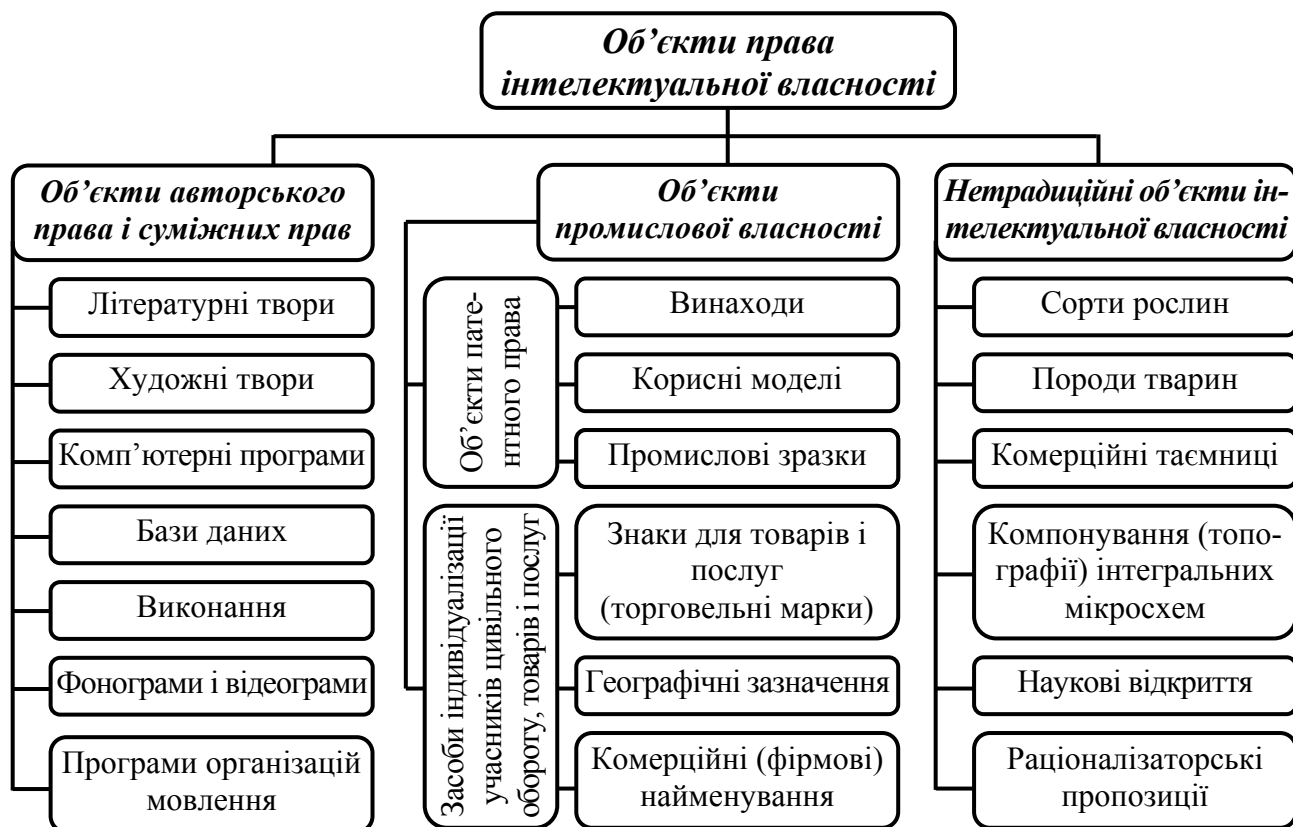 Об’єкти права
інтелектуальної власності
Об’єкти авторського
права і суміжних прав
Літературні твори
Художні твори
Комп’ютерні програми
Бази даних
Виконання
Фонограми і відеограми
Програми організацій
мовлення
Об’єкти
промислової власності
Об’єкти пате-
нтного права
Винаходи
Корисні моделі
Промислові зразки
Засоби індивідуалізації
учасників цивільного
обороту, товарів і послуг
Знаки для товарів і
послуг
(торговельні марки)
Географічні зазначення
Комерційні (фірмові)
найменування
Нетрадиційні об’єкти ін-
телектуальної власності
Сорти рослин
Породи тварин
Комерційні таємниці
Компонування (топо-
графії) інтегральних
мікросхем
Наукові відкриття
Раціоналізаторські
пропозиції